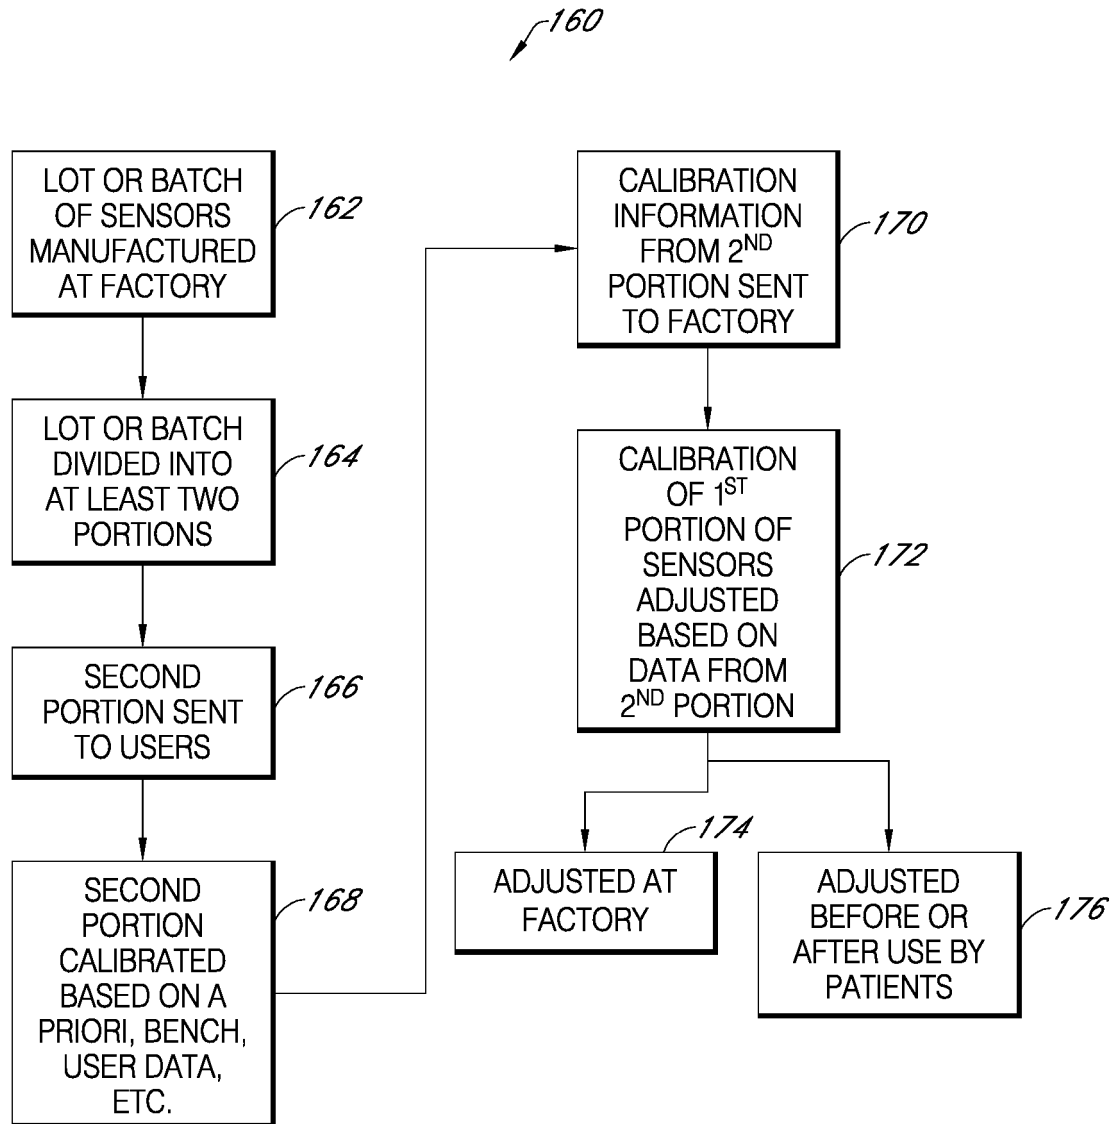 160
LOT OR BATCH
OF SENSORS
MANUFACTURED
AT FACTORY
162
LOT OR BATCH
DIVIDED INTO
AT LEAST TWO
PORTIONS
164
SECOND
PORTION SENT
TO USERS
166
SECOND
PORTION
CALIBRATED
BASED ON A
PRIORI, BENCH,
USER DATA,
ETC.
168
CALIBRATION
INFORMATION
FROM 2ND
PORTION SENT
TO FACTORY
170
CALIBRATION
OF 1ST
PORTION OF
SENSORS
ADJUSTED
BASED ON
DATA FROM
2ND PORTION
172
ADJUSTED AT
FACTORY
174
ADJUSTED
BEFORE OR
AFTER USE BY
PATIENTS
176